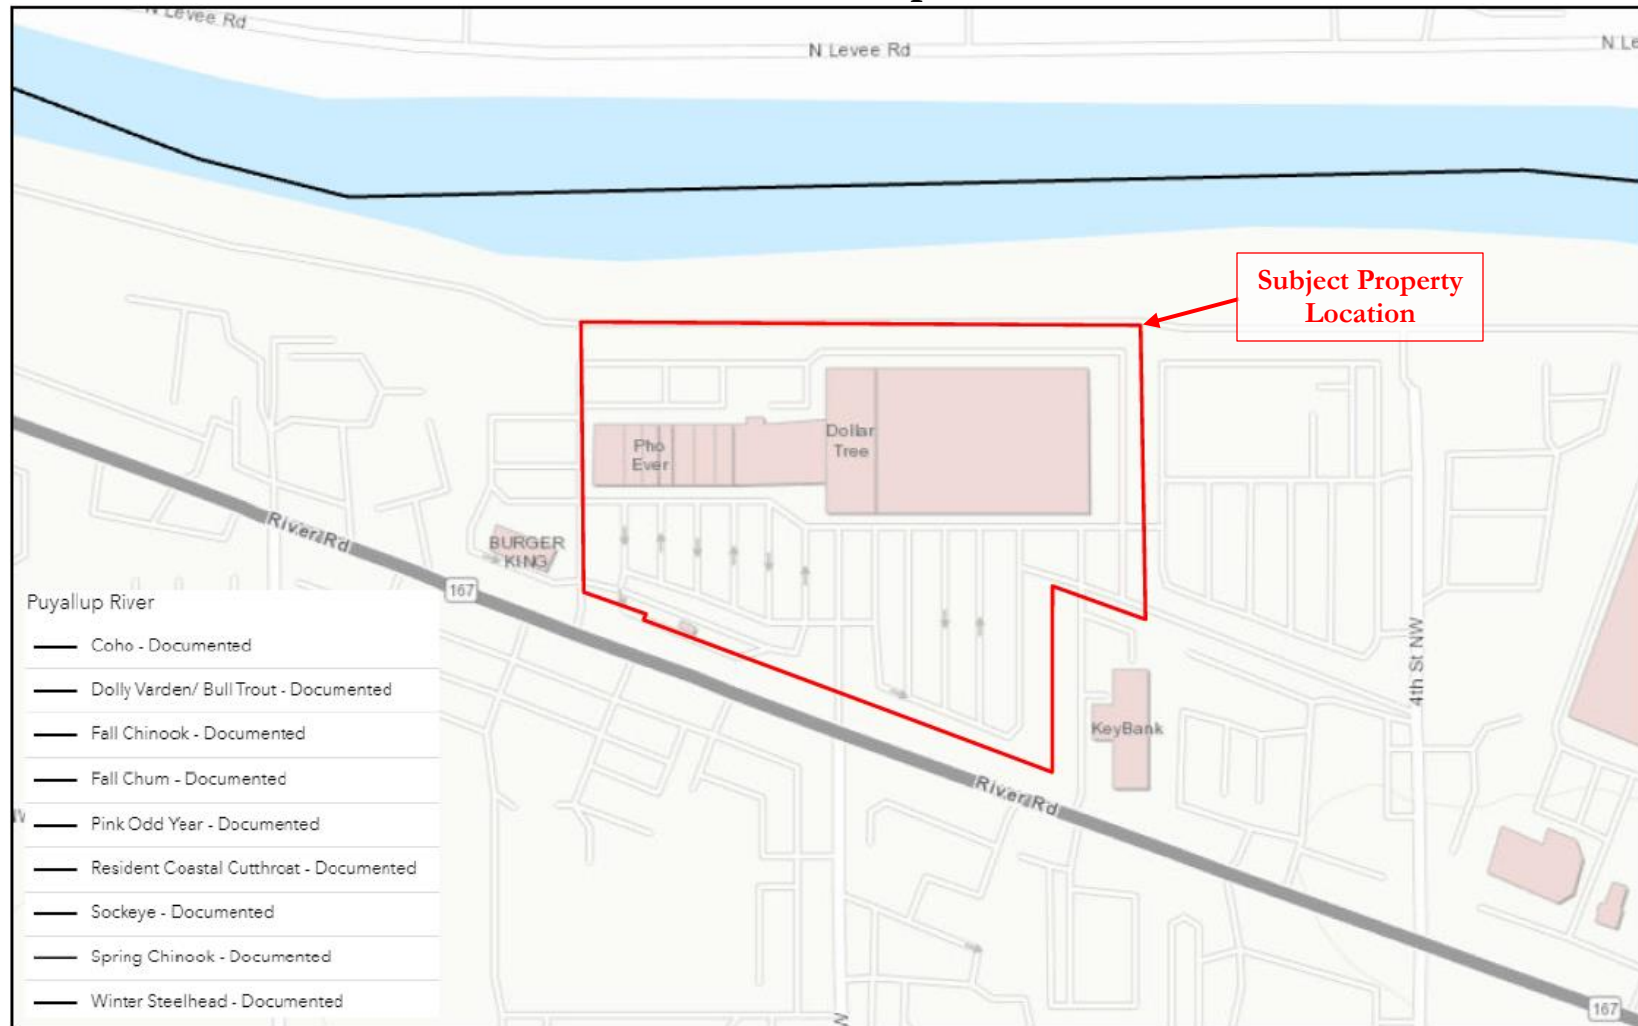 N Levee Rd
N Levee Rd
N Le
Subject Property
Location
Dollar
Tree
Pho
Ever
River Rd
BURGER
KING
167
Puyallup River
Coho - Documented
Dolly Varden/ Bull Trout - Documented
Fall Chinook - Documented
Fall Chum - Documented
Pink Odd Year - Documented
Resident Coastal Cutthroat - Documented
Sockeye - Documented
Spring Chinook - Documented
Winter Steelhead - Documented
4th St NW
KeyBank
River Rd
167